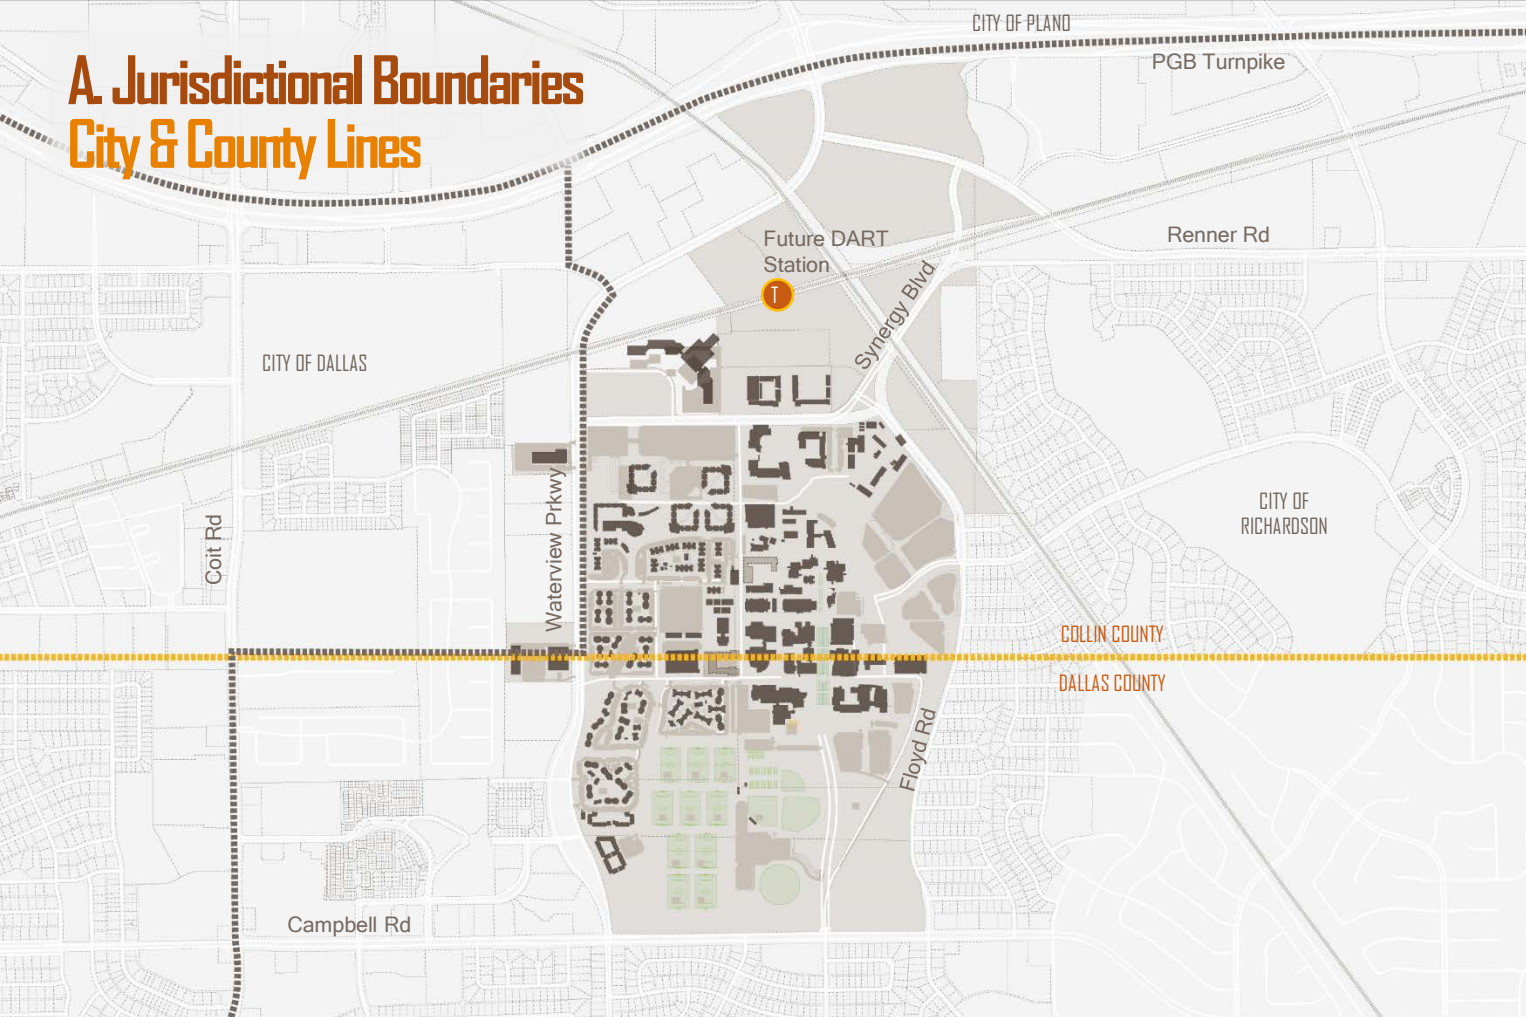 A. Jurisdictional Boundaries
City & County Lines
CITY OF PLANO
PGB Turnpike
Renner Rd
Future DART
Station
T
Synergy Blvd
CITY OF DALLAS
Waterview Prkwy
Coit Rd
CITY OF
RICHARDSON
COLLIN COUNTY
DALLAS COUNTY
Floyd Rd
Campbell Rd